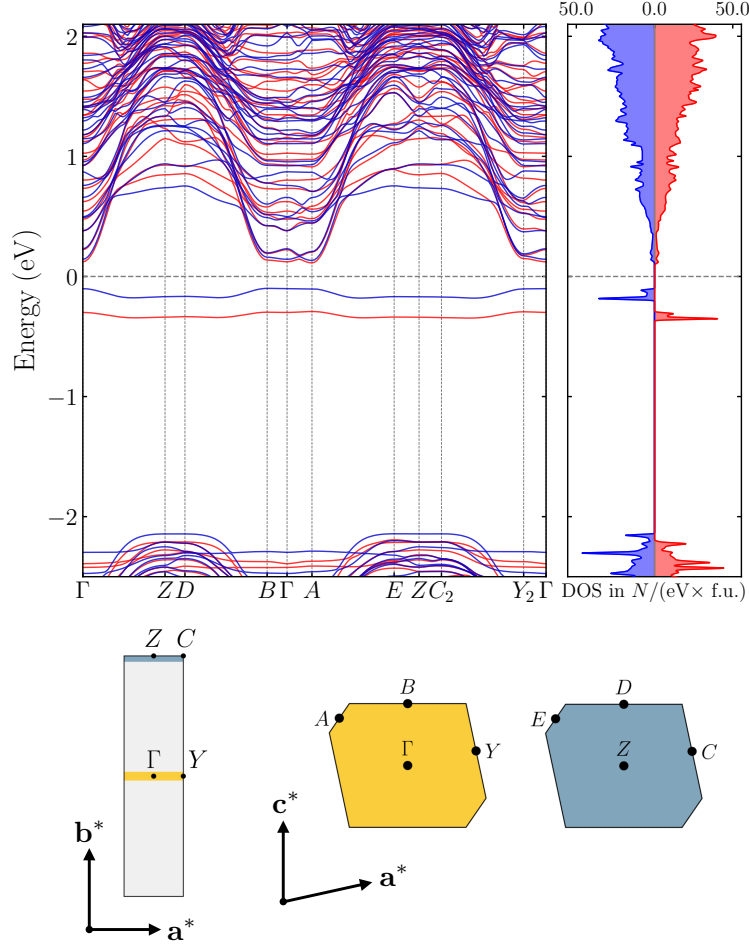 50.0 0.0 50.0
2
1
0
−1
−2
Energy (eV)
Γ Z D B Γ A E Z C₂ Y₂ Γ
DOS in N/(eV× f.u.)
Z C
Γ Y
b*
a*
B
A
Γ
Y
c*
a*
D
E
Z
C